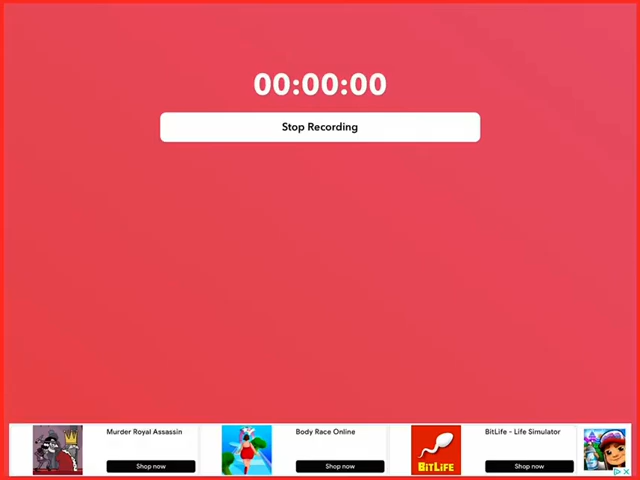 00:00:00
Stop Recording
Murder Royal Assassin
Shop now
Body Race Online
Shop now
BITLIFE
BitLife - Life Simulator
Shop now